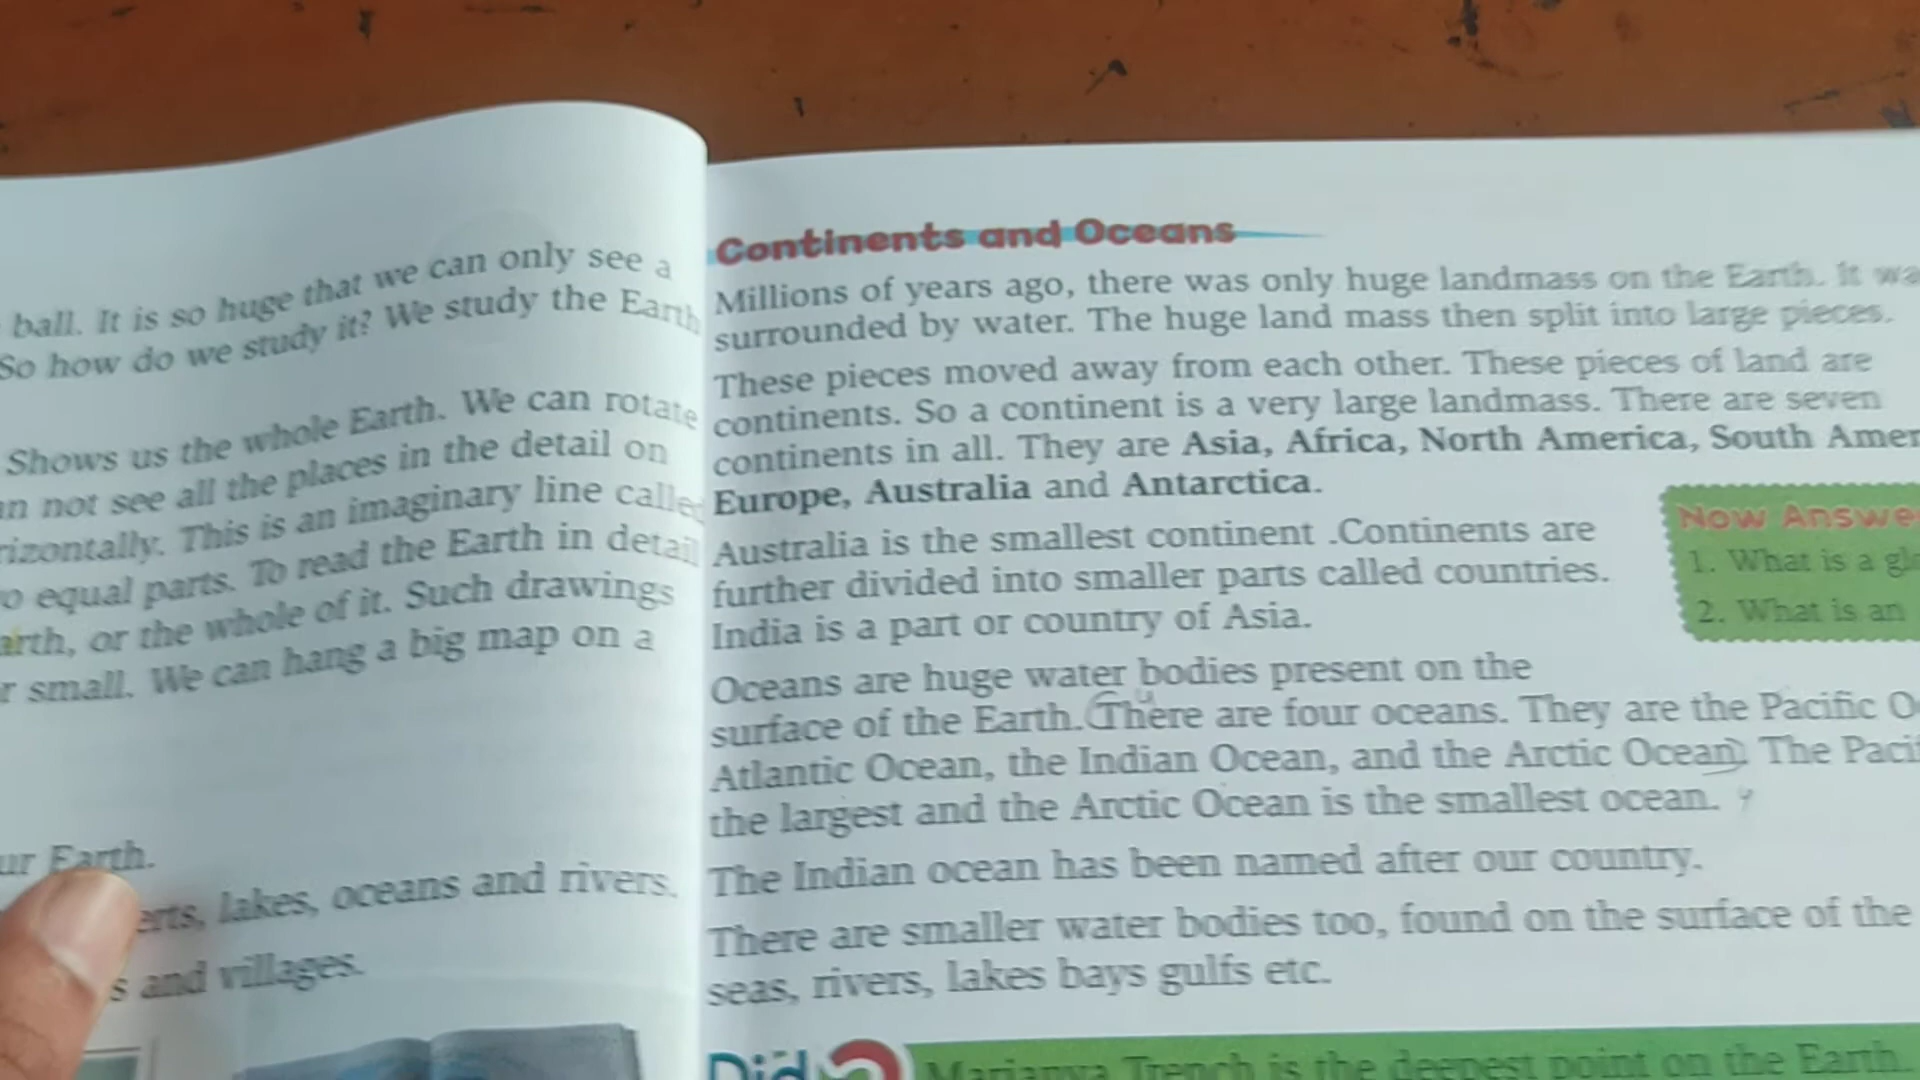 ball. It is so huge that we can only see a
So how do we study it? We study the Earth
Shows us the whole Earth. We can rotate
not see all the places in the detail on
This is an imaginary line called
equal parts. To read the Earth in detail
or the whole of it. Such drawings
small. We can hang a big map on a
Earth.
lakes, oceans and rivers.
and villages.
Continents and Oceans
Millions of years ago, there was only huge landmass on the Earth. It
surrounded by water. The huge land mass then split into large pieces.
These pieces moved away from each other. These pieces of land are
continents. So a continent is a very large landmass. There are seven
continents in all. They are Asia, Africa, North America, South
Europe, Australia and Antarctica.
Australia is the smallest continent .Continents are
further divided into smaller parts called countries.
India is a part or country of Asia.
Now
1. What is a
2. What is an
Oceans are huge water bodies present on the
surface of the Earth. There are four oceans. They are the Pacific
Atlantic Ocean, the Indian Ocean, and the Arctic Ocean. The
the largest and the Arctic Ocean is the smallest ocean.
The Indian ocean has been named after our country.
There are smaller water bodies too, found on the surface of the
seas, rivers, lakes bays gulfs etc.
Did
Marianva Trench is the deepest point on the Earth.